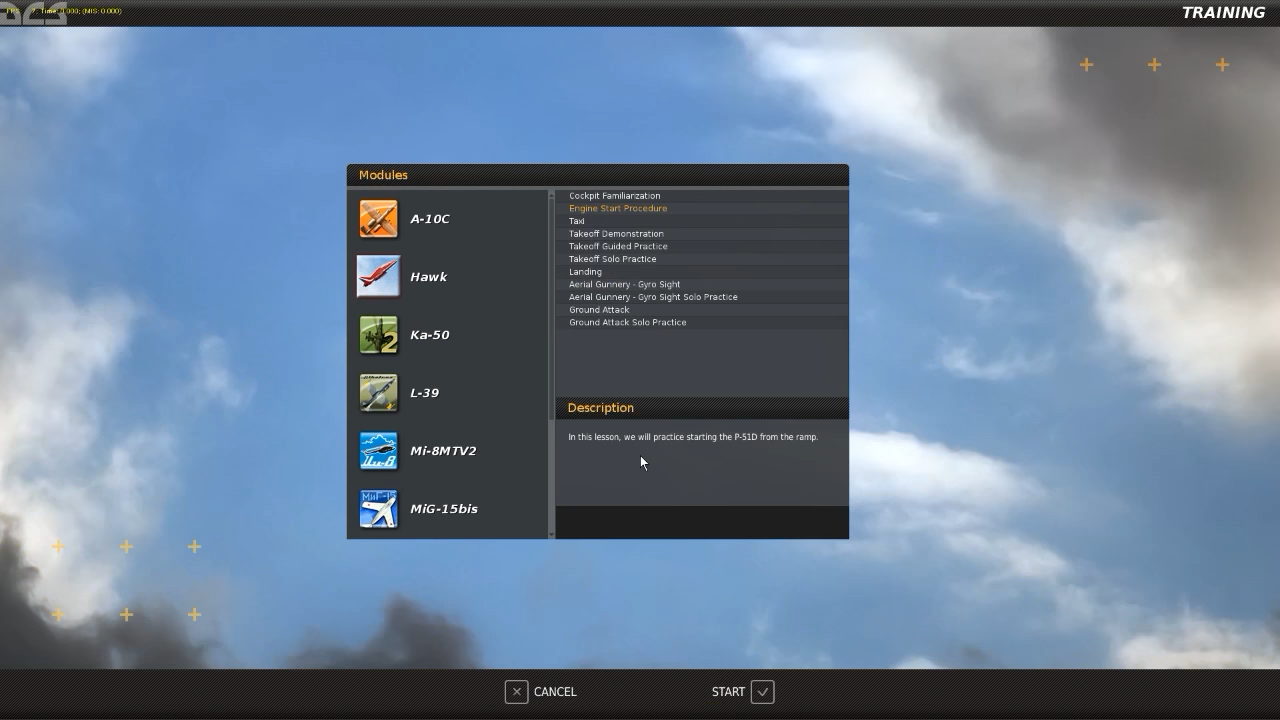 DCS
TRAINING
Modules
A-10C
Hawk
Ka-50
L-39
Mi-8MTV2
MiG-15bis
Cockpit Familiarization
Engine Start Procedure
Taxi
Takeoff Demonstration
Takeoff Guided Practice
Takeoff Solo Practice
Landing
Aerial Gunnery - Gyro Sight
Aerial Gunnery - Gyro Sight Solo Practice
Ground Attack
Ground Attack Solo Practice
Description
In this lesson, we will practice starting the P-51D from the ramp.
CANCEL
START